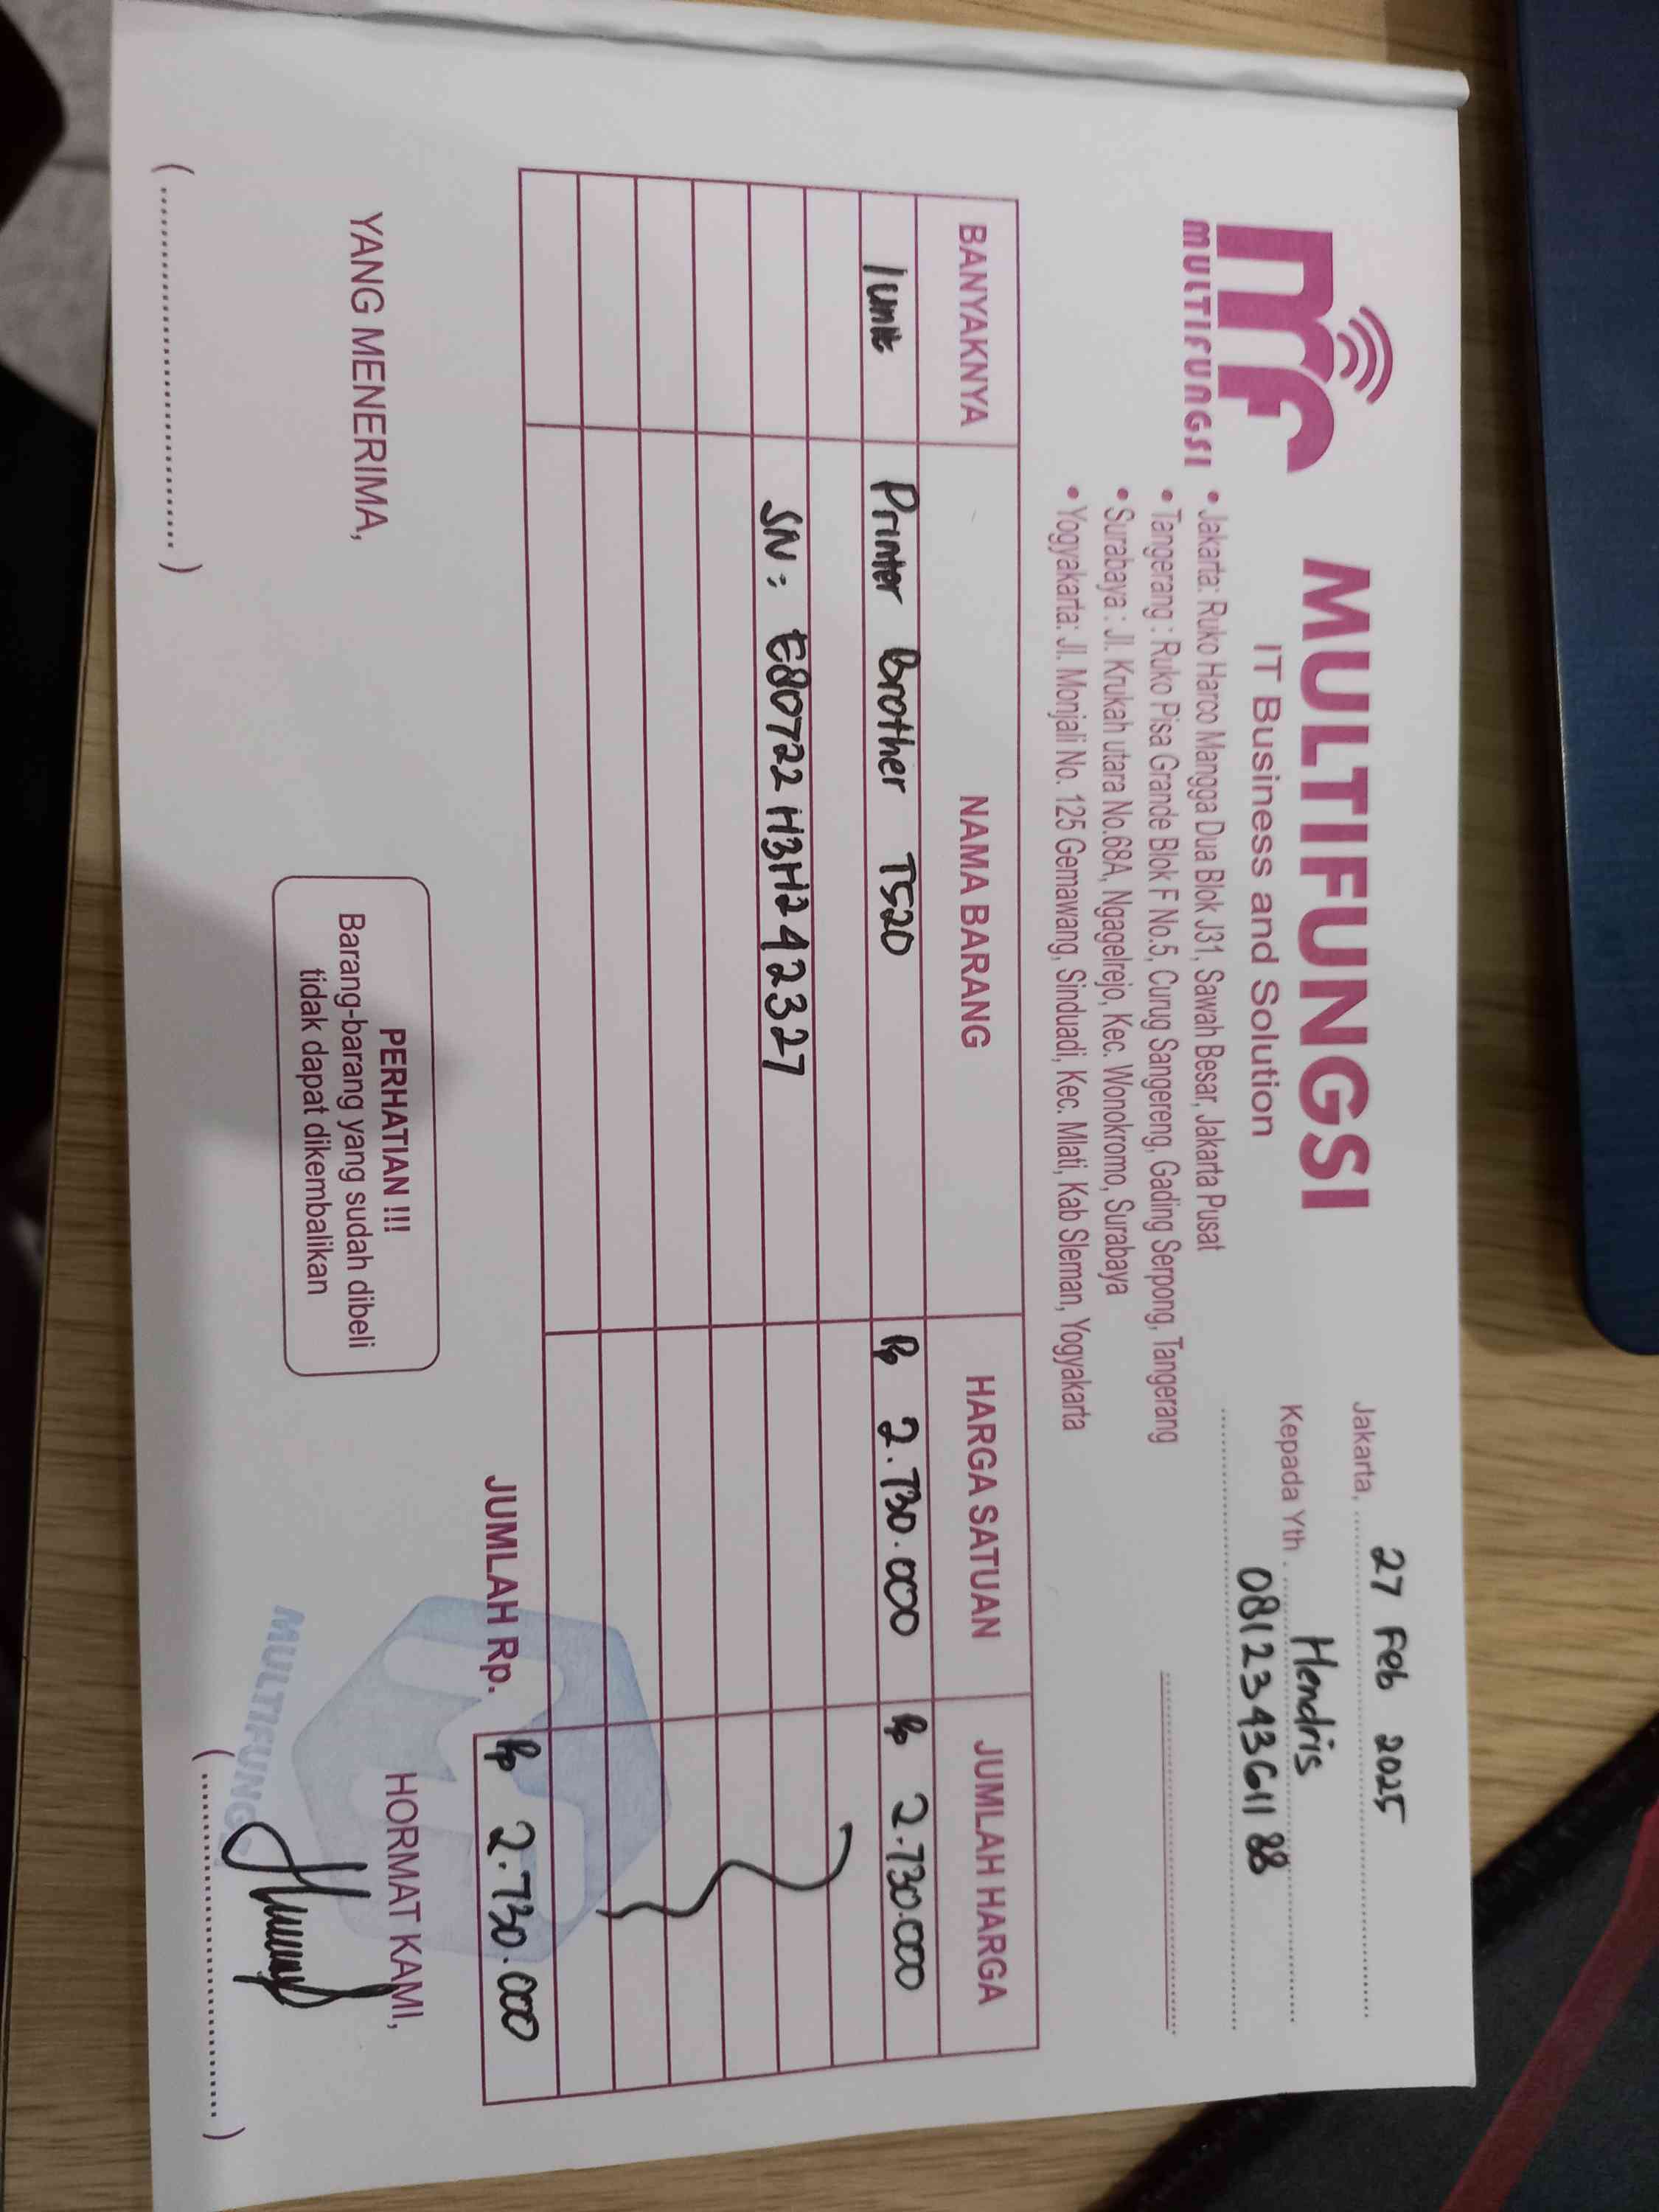 MULTIFUNGSI
MULTIFUNGSI
IT Business and Solution
• Jakarta: Ruko Harco Mangga Dua Blok J31, Sawah Besar, Jakarta Pusat
• Tangerang : Ruko Pisa Grande Blok F No.5, Curug Sangereng, Gading Serpong, Tangerang
• Surabaya : Jl. Krukah utara No.68A, Ngagelrejo, Kec. Wonokromo, Surabaya
• Yogyakarta: Jl. Monjali No. 125 Gemawang, Sinduadi, Kec. Mlati, Kab Sleman, Yogyakarta
Jakarta, 27 Feb 2025
Kepada Yth. Hendris
BANYAKNYA NAMA BARANG HARGA SATUAN JUMLAH HARGA
1 unit Printer Brother T520 Rp 2.730.000 Rp 2.730.000
SN : E80722H3H242327
JUMLAH Rp. Rp 2.730.000
YANG MENERIMA,
PERHATIAN !!!
Barang-barang yang sudah dibeli
tidak dapat dikembalikan
HORMAT KAMI,
MULTIFUNGSI